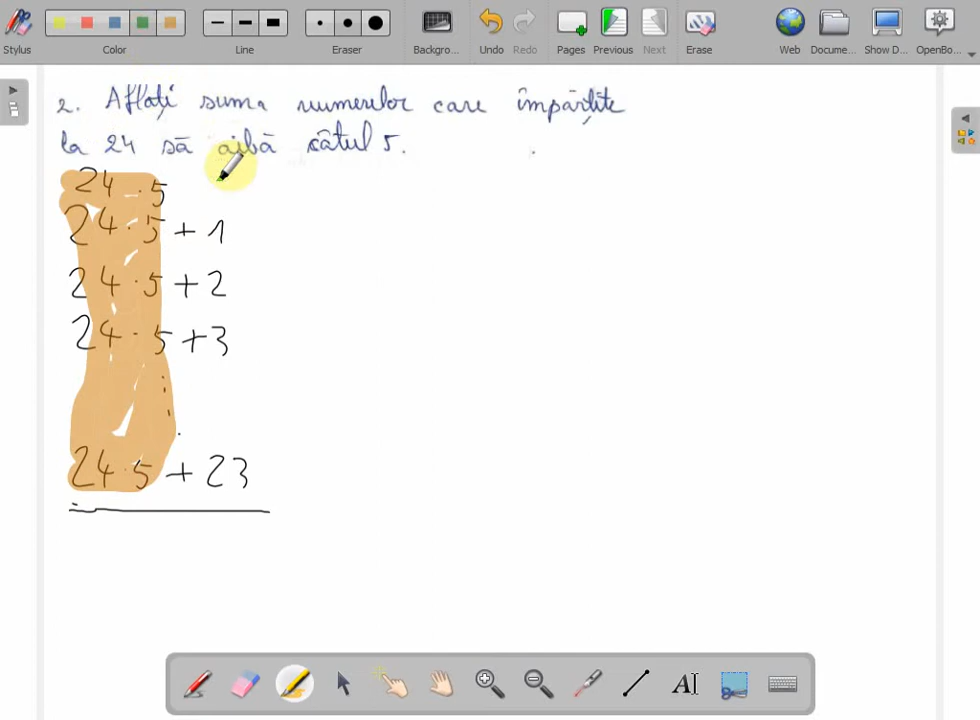 Stylus Color Line Eraser Backgro... Undo Redo Pages Previous Next Erase Web Docume... Show D... OpenBo...
2. Aflați suma numerelor care împărțite
la 24 să aibă câtul 5.
24 · 5
24 · 5 + 1
24 · 5 + 2
24 · 5 + 3
24 · 5 + 23